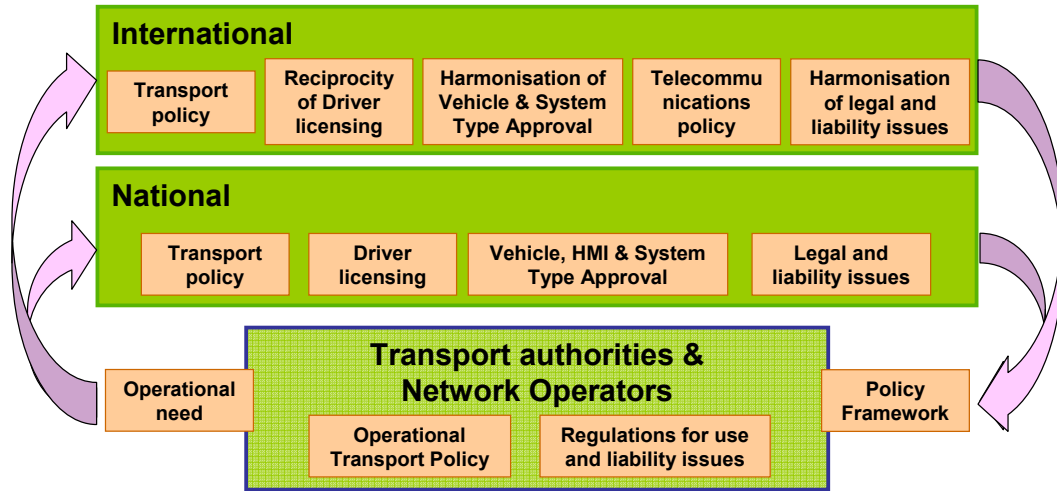 International
Transport
policy
Reciprocity
of Driver
licensing
Harmonisation of
Vehicle & System
Type Approval
Telecommu
nications
policy
Harmonisation
of legal and
liability issues
National
Transport
policy
Driver
licensing
Vehicle, HMI & System
Type Approval
Legal and
liability issues
Transport authorities &
Network Operators
Operational
need
Policy
Framework
Operational
Transport Policy
Regulations for use
and liability issues